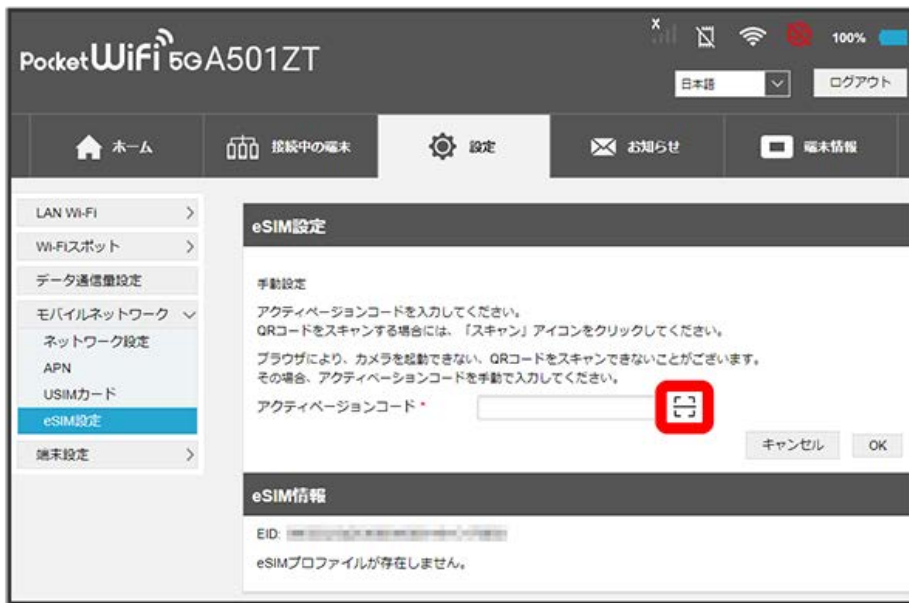 Pocket WiFi 5G A501ZT
100%
日本語
ログアウト
ホーム
接続中の端末
設定
お知らせ
端末情報
LAN Wi-Fi
Wi-Fiスポット
データ通信量設定
モバイルネットワーク
ネットワーク設定
APN
USIMカード
eSIM設定
端末設定
eSIM設定
手動設定
アクティベーションコードを入力してください。
QRコードをスキャンする場合には、「スキャン」アイコンをクリックしてください。
ブラウザにより、カメラを起動できない、QRコードをスキャンできないことがございます。
その場合、アクティベーションコードを手動で入力してください。
アクティベーションコード *
キャンセル
OK
eSIM情報
EID:
eSIMプロファイルが存在しません。